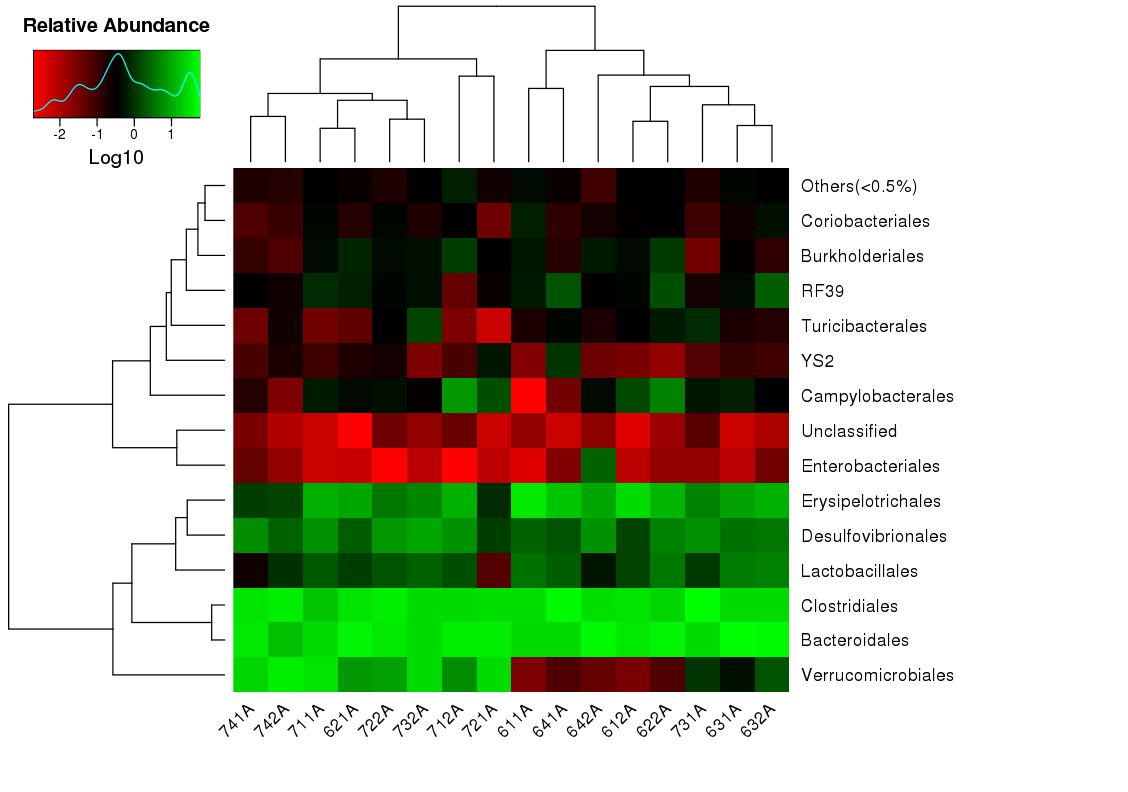 Relative Abundance
-2 -1 0 1
Log10
Others(<0.5%)
Coriobacteriales
Burkholderiales
RF39
Turicibacterales
YS2
Campylobacterales
Unclassified
Enterobacteriales
Erysipelotrichales
Desulfovibrionales
Lactobacillales
Clostridiales
Bacteroidales
Verrucomicrobiales
741A 742A 711A 621A 722A 732A 712A 721A 611A 641A 642A 612A 622A 731A 631A 632A